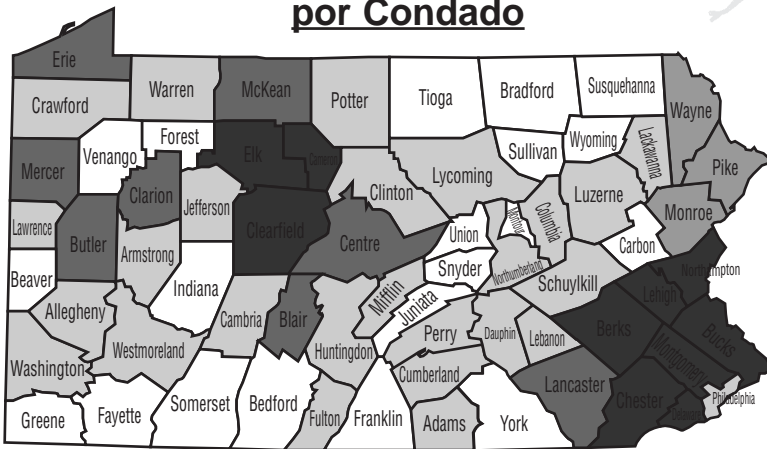 por Condado
Erie
Crawford
Warren
McKean
Potter
Tioga
Bradford
Susquehanna
Wayne
Mercer
Venango
Forest
Elk
Cameron
Sullivan
Wyoming
Lackawanna
Pike
Clarion
Jefferson
Clearfield
Clinton
Lycoming
Luzerne
Monroe
Lawrence
Butler
Armstrong
Centre
Union
Montour
Columbia
Carbon
Beaver
Indiana
Snyder
Northumberland
Schuylkill
Northampton
Allegheny
Cambria
Blair
Mifflin
Juniata
Lehigh
Washington
Westmoreland
Huntingdon
Perry
Dauphin
Lebanon
Berks
Bucks
Montgomery
Cumberland
Lancaster
Chester
Delaware
Philadelphia
Greene
Fayette
Somerset
Bedford
Fulton
Franklin
Adams
York